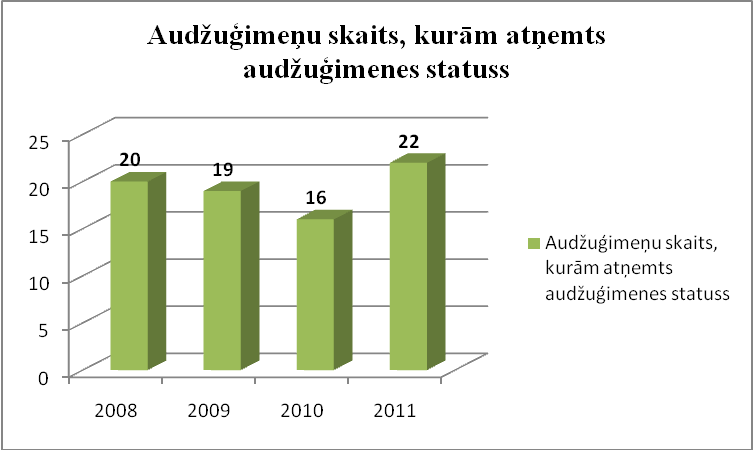 Audžuģimeņu skaits, kurām atņemts
audžuģimenes statuss
25
20
15
10
5
0
20
19
16
22
2008
2009
2010
2011
Audžuģimeņu skaits,
kurām atņemts
audžuģimenes statuss